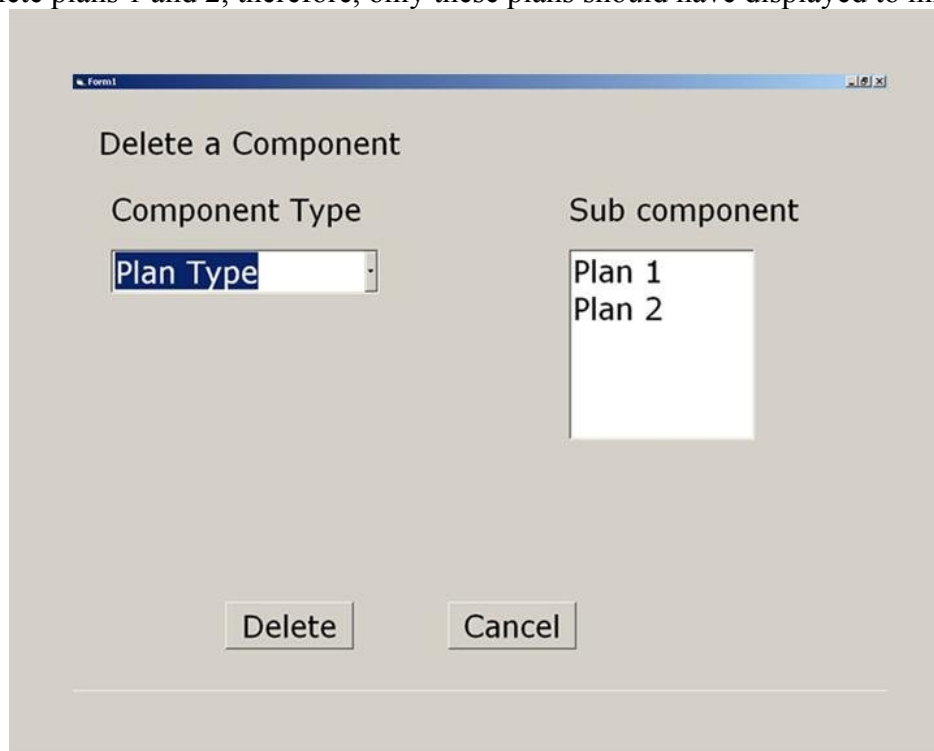 plans 1 and 2, therefore, only these plans should have displayed to
Form1
Delete a Component
Component Type
Sub component
Plan Type
Plan 1
Plan 2
Delete
Cancel